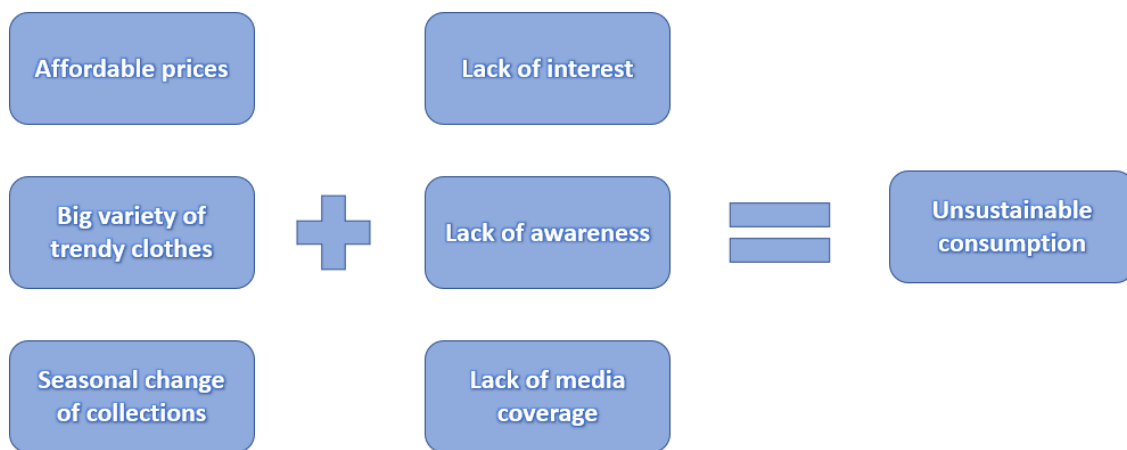 Affordable prices
Lack of interest
Big variety of
trendy clothes
Lack of awareness
Unsustainable
consumption
Seasonal change
of collections
Lack of media
coverage